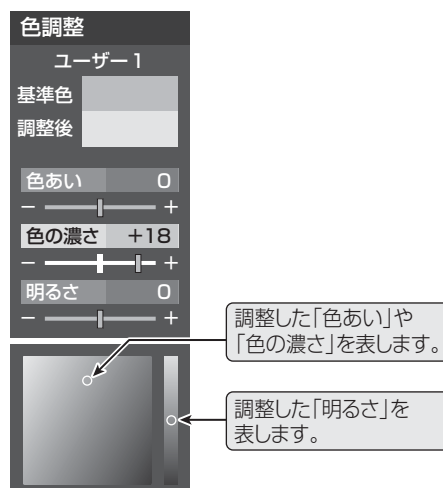 色調整
ユーザー1
基準色
調整後
色あい 0
− +
色の濃さ +18
− +
明るさ 0
− +
調整した「色あい」や
「色の濃さ」を表します。
調整した「明るさ」を
表します。